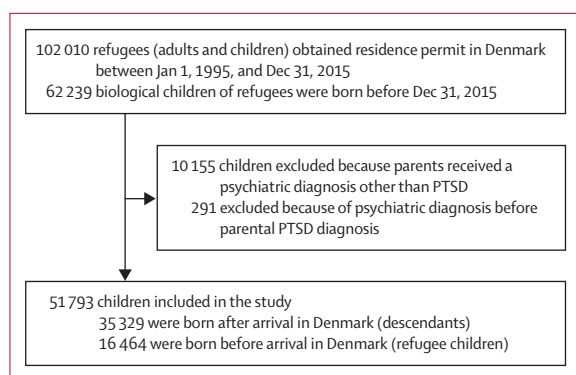 102 010 refugees (adults and children) obtained residence permit in Denmark
between Jan 1, 1995, and Dec 31, 2015
62 239 biological children of refugees were born before Dec 31, 2015
10 155 children excluded because parents received a
psychiatric diagnosis other than PTSD
291 excluded because of psychiatric diagnosis before
parental PTSD diagnosis
51 793 children included in the study
35 329 were born after arrival in Denmark (descendants)
16 464 were born before arrival in Denmark (refugee children)